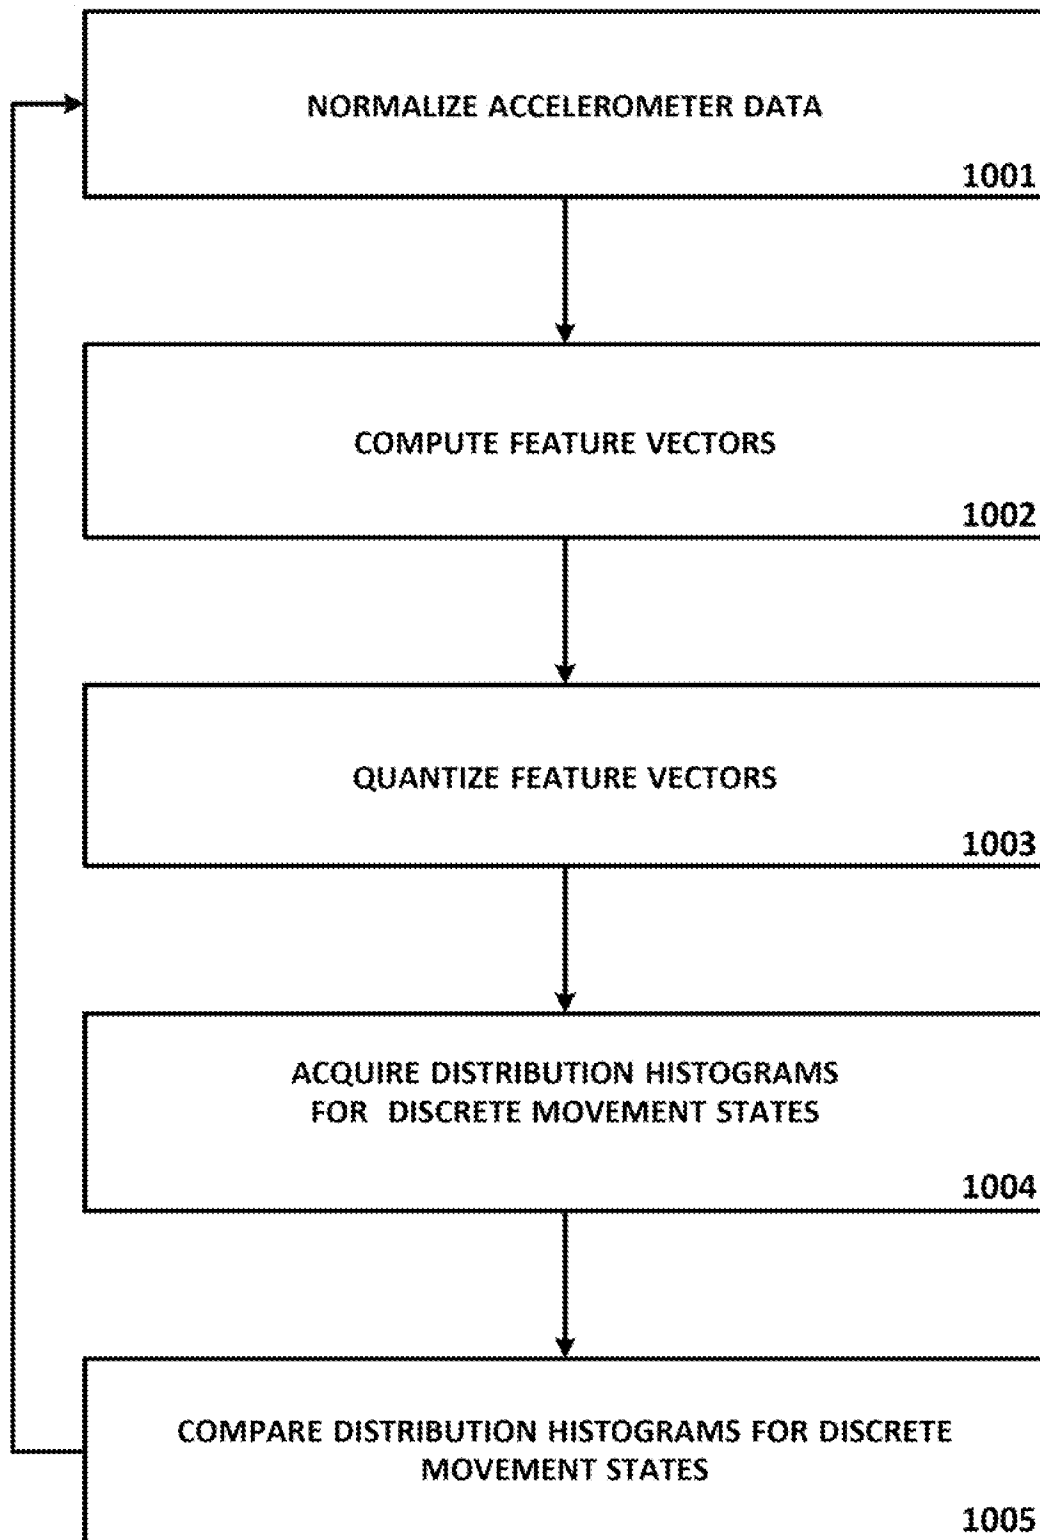 NORMALIZE ACCELEROMETER DATA
1001
COMPUTE FEATURE VECTORS
1002
QUANTIZE FEATURE VECTORS
1003
ACQUIRE DISTRIBUTION HISTOGRAMS
FOR DISCRETE MOVEMENT STATES
1004
COMPARE DISTRIBUTION HISTOGRAMS FOR DISCRETE
MOVEMENT STATES
1005